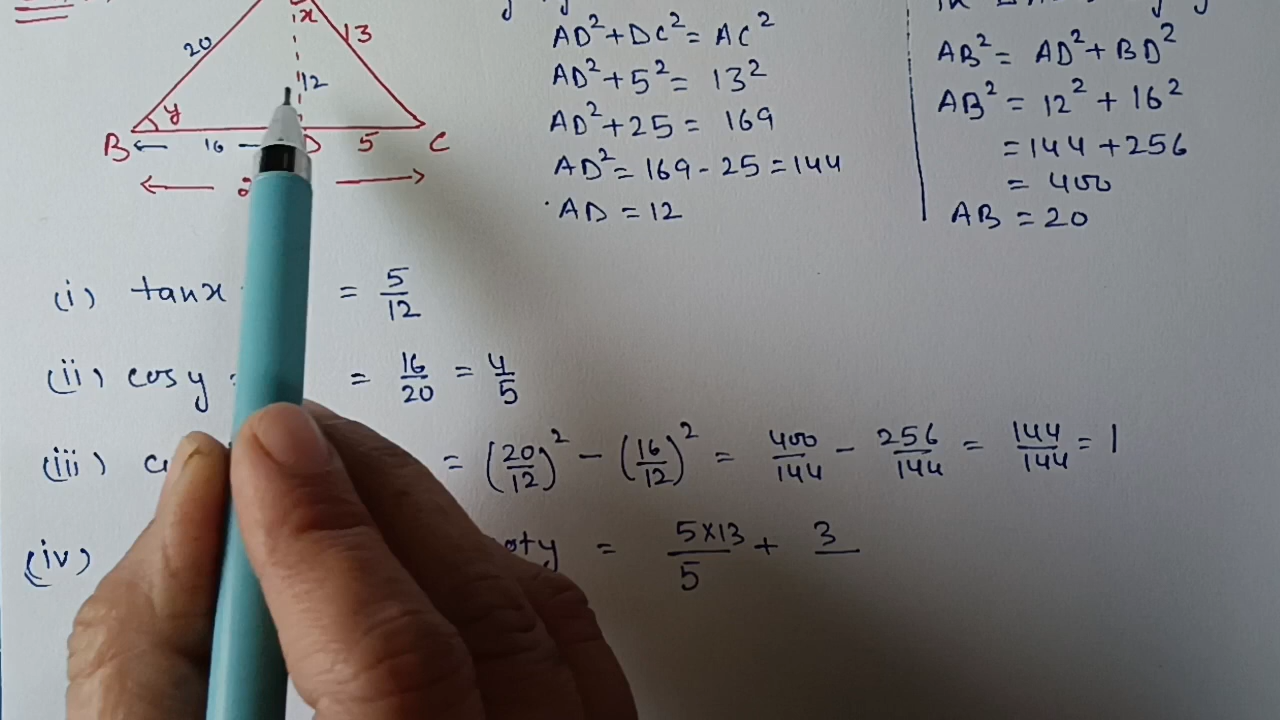 x
20
13
12
y
B ← 16 — D 5 C
← →
AD² + DC² = AC²
AD² + 5² = 13²
AD² + 25 = 169
AD² = 169 - 25 = 144
AD = 12
AB² = AD² + BD²
AB² = 12² + 16²
= 144 + 256
= 400
AB = 20
(i) tanx = 5/12
(ii) cosy = 16/20 = 4/5
(iii) = (20/12)² - (16/12)² = 400/144 - 256/144 = 144/144 = 1
(iv) = 5×13/5 + 3